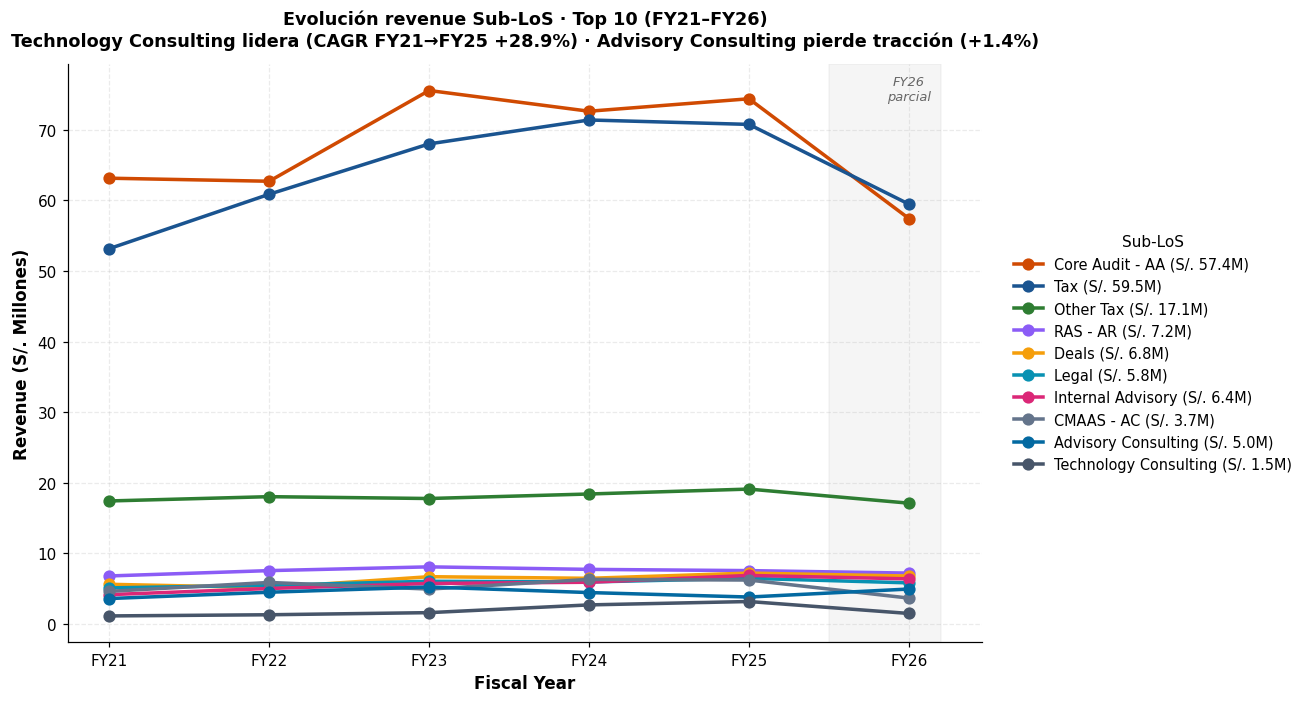 Evolución revenue Sub-LoS · Top 10 (FY21–FY26)
Technology Consulting lidera (CAGR FY21→FY25 +28.9%) · Advisory Consulting pierde tracción (+1.4%)
FY26
parcial
Revenue (S/. Millones)
70
60
50
40
30
20
10
0
FY21
FY22
FY23
FY24
FY25
FY26
Fiscal Year
Sub-LoS
Core Audit - AA (S/. 57.4M)
Tax (S/. 59.5M)
Other Tax (S/. 17.1M)
RAS - AR (S/. 7.2M)
Deals (S/. 6.8M)
Legal (S/. 5.8M)
Internal Advisory (S/. 6.4M)
CMAAS - AC (S/. 3.7M)
Advisory Consulting (S/. 5.0M)
Technology Consulting (S/. 1.5M)